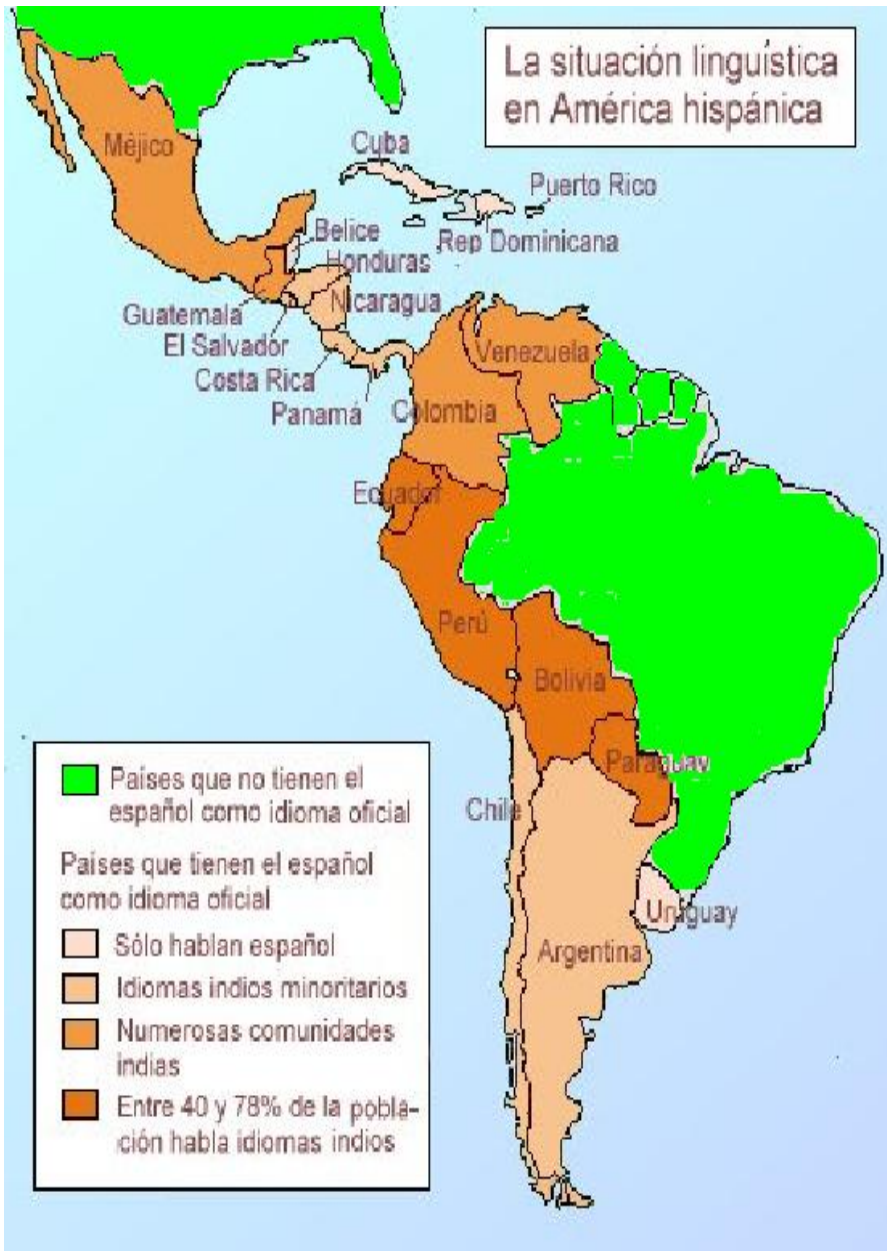 La situación linguística
en América hispánica
Méjico
Cuba
Puerto Rico
Belice
Rep Dominicana
Honduras
Nicaragua
Guatemala
El Salvador
Costa Rica
Panamá
Venezuela
Colombia
Ecuador
Perú
Bolivia
Paraguay
Chile
Uruguay
Argentina
Países que no tienen el
español como idioma oficial
Países que tienen el español
como idioma oficial
Sólo hablan español
Idiomas indios minoritarios
Numerosas comunidades
indias
Entre 40 y 78% de la pobla-
ción habla idiomas indios